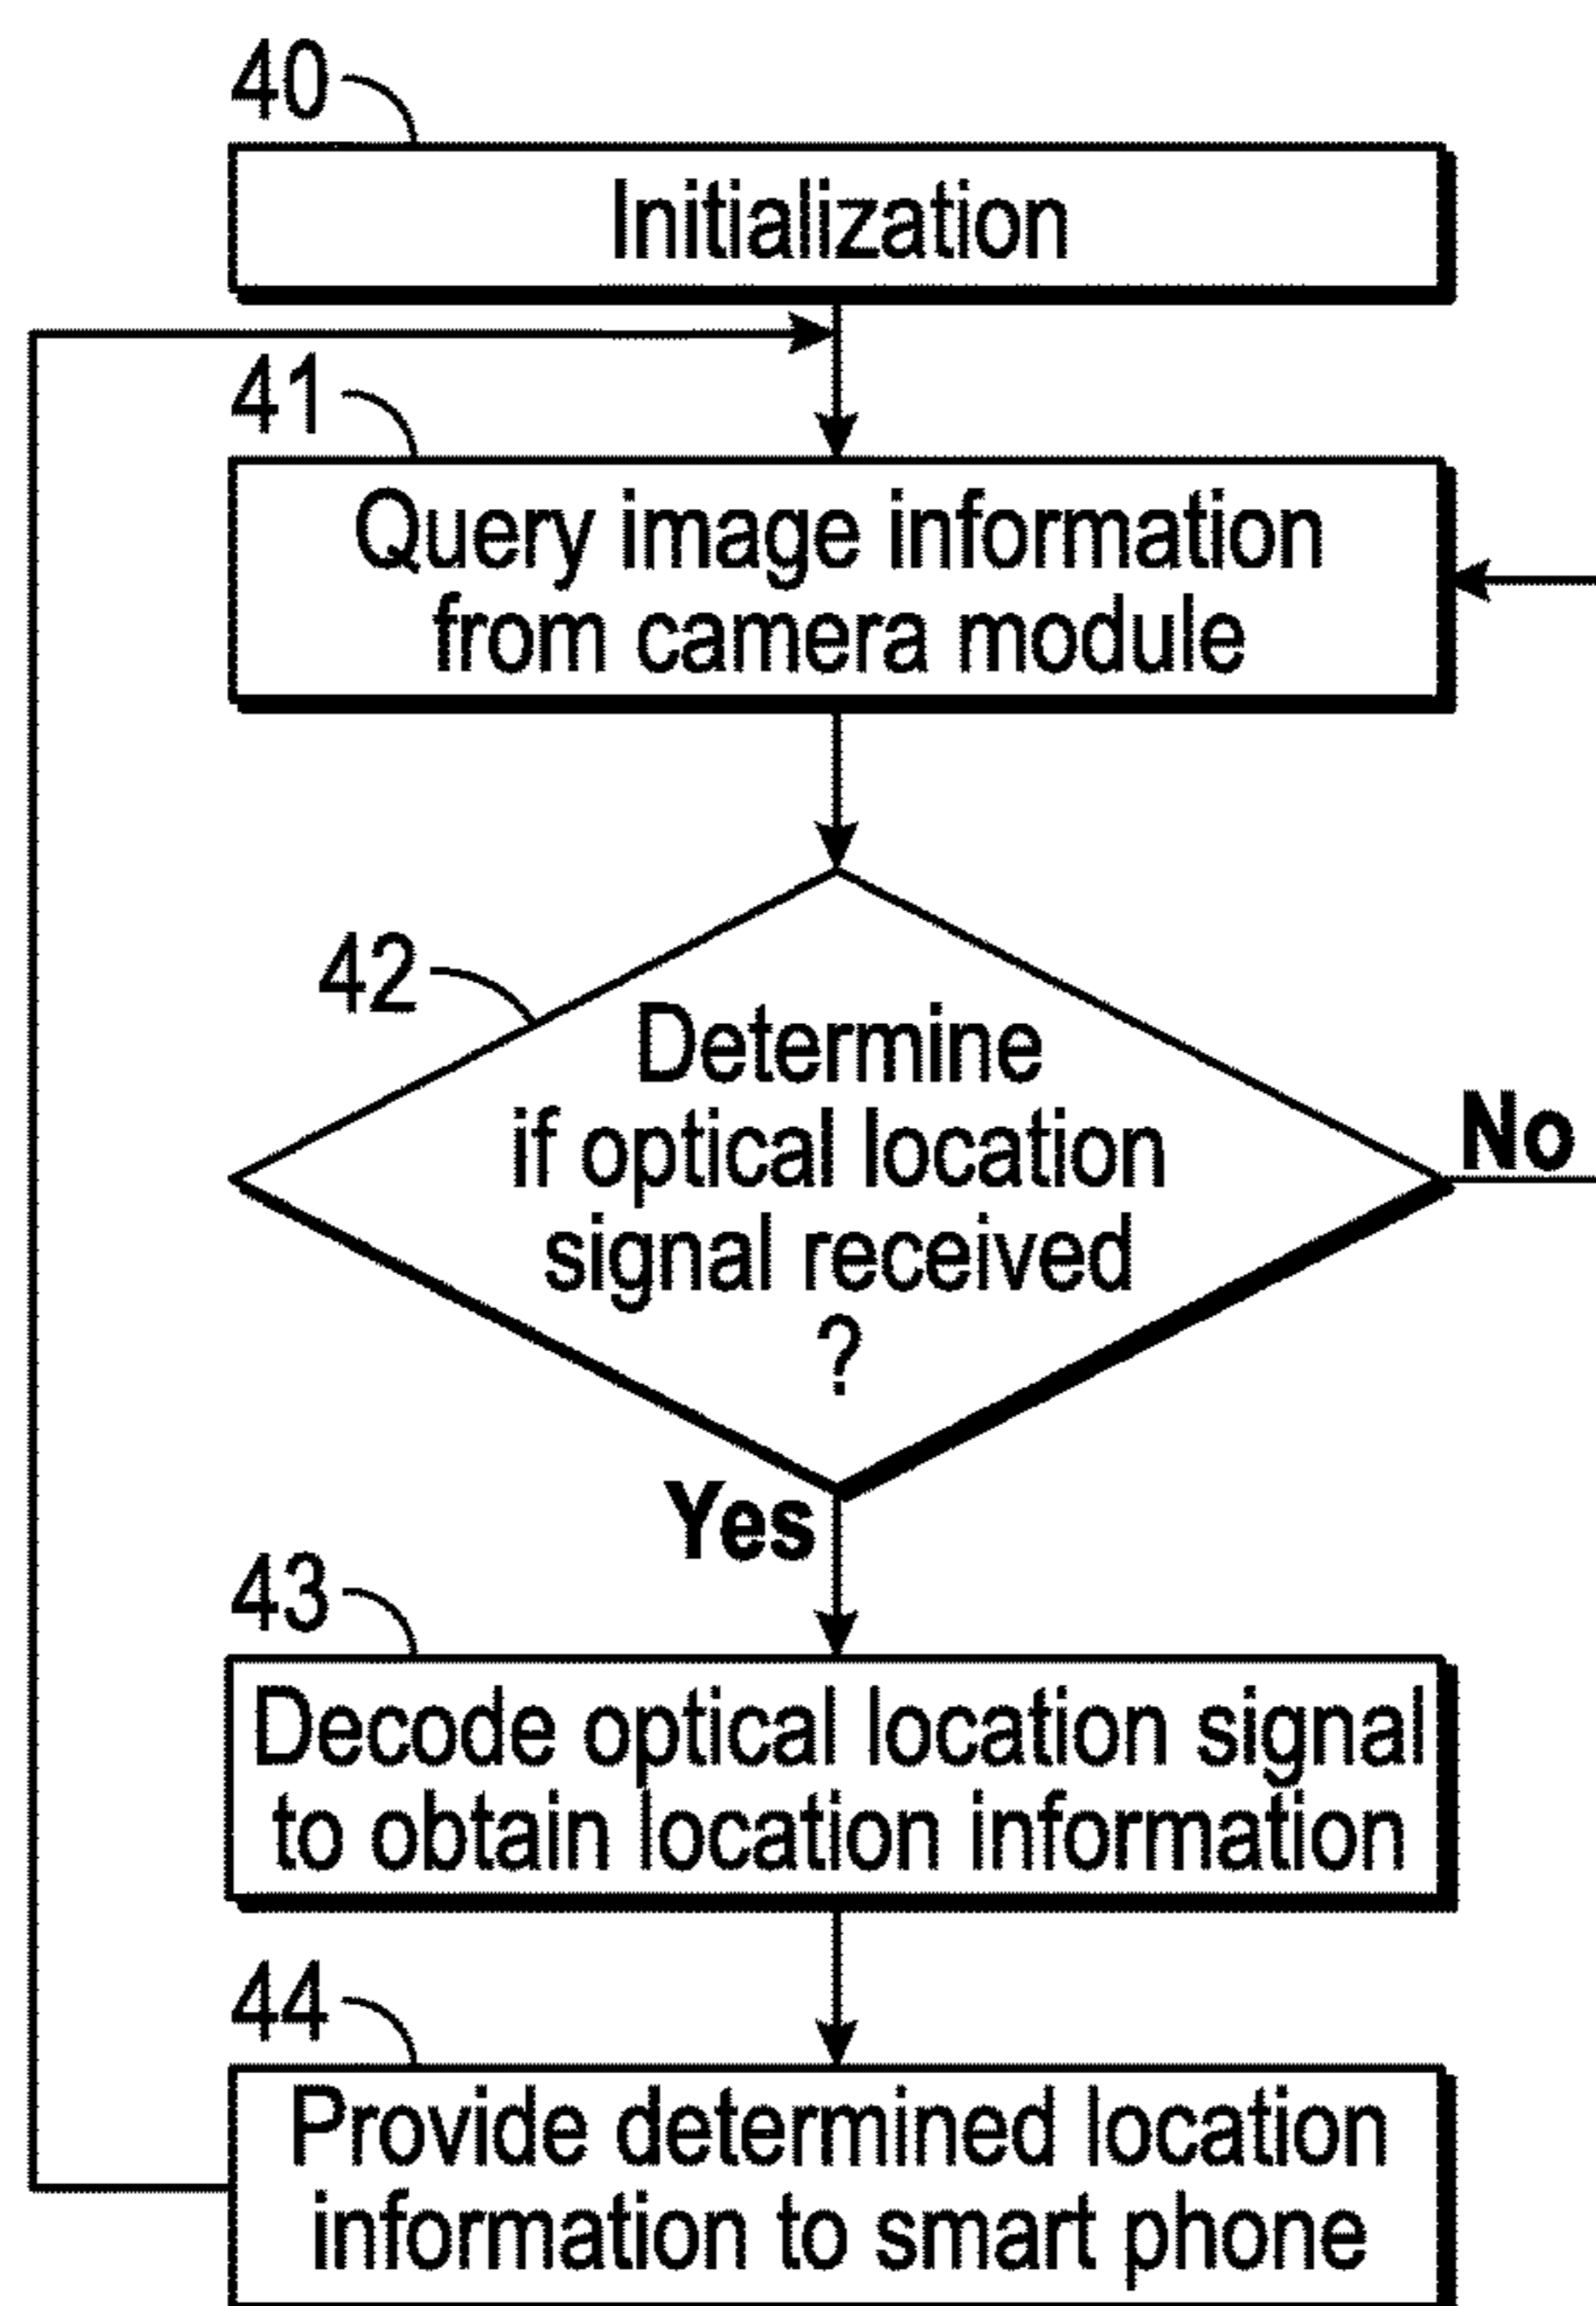 40
Initialization
41
Query image information
from camera module
42
Determine
if optical location
signal received
?
No
Yes
43
Decode optical location signal
to obtain location information
44
Provide determined location
information to smart phone